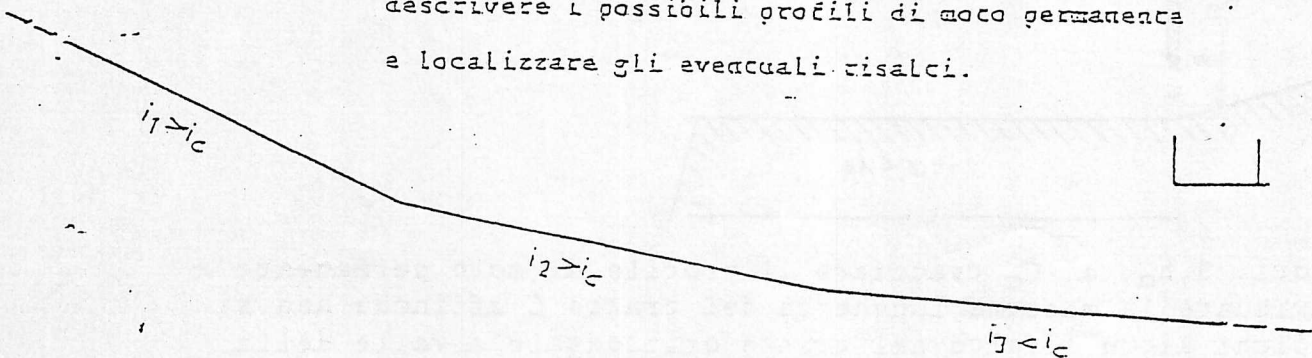 descrivere i possibili profili di moto permanente
e localizzare gli eventuali risalti.
i1 > ic
i2 > ic
i3 < ic